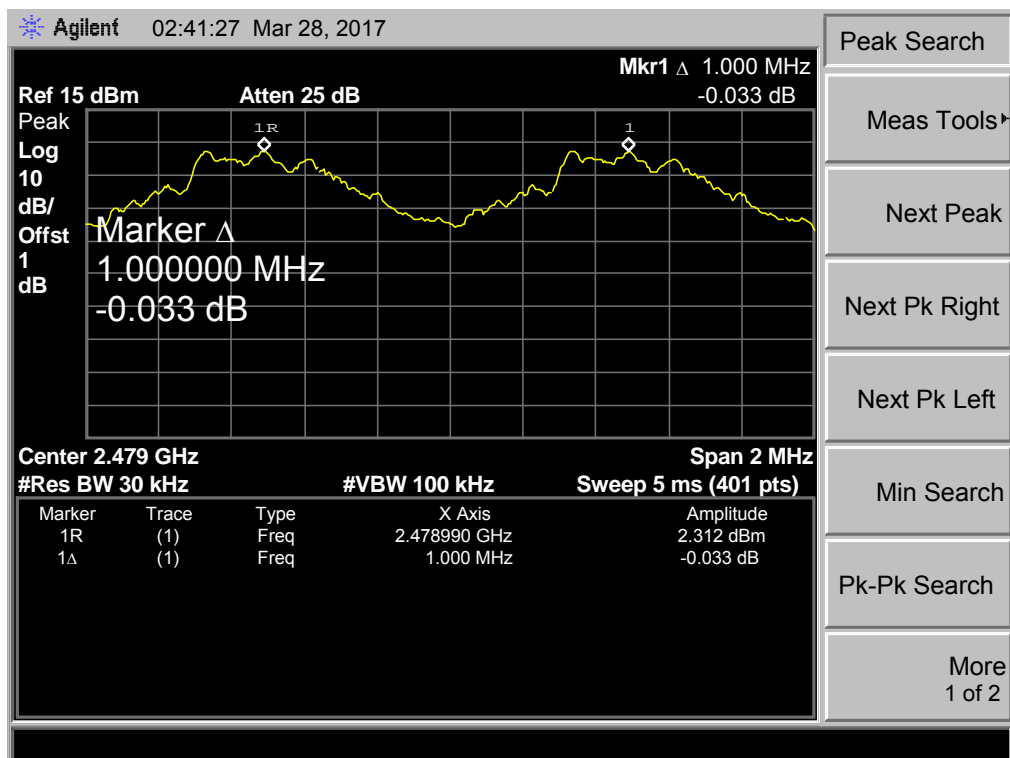 Agilent 02:41:27 Mar 28, 2017
Peak Search
Mkr1 Δ 1.000 MHz
Ref 15 dBm Atten 25 dB -0.033 dB
Peak
Log
10
dB/
Offst
1
dB
1R 1
Marker Δ
1.000000 MHz
-0.033 dB
Center 2.479 GHz Span 2 MHz
#Res BW 30 kHz #VBW 100 kHz Sweep 5 ms (401 pts)
Marker Trace Type X Axis Amplitude
1R (1) Freq 2.478990 GHz 2.312 dBm
1Δ (1) Freq 1.000 MHz -0.033 dB
Meas Tools
Next Peak
Next Pk Right
Next Pk Left
Min Search
Pk-Pk Search
More
1 of 2